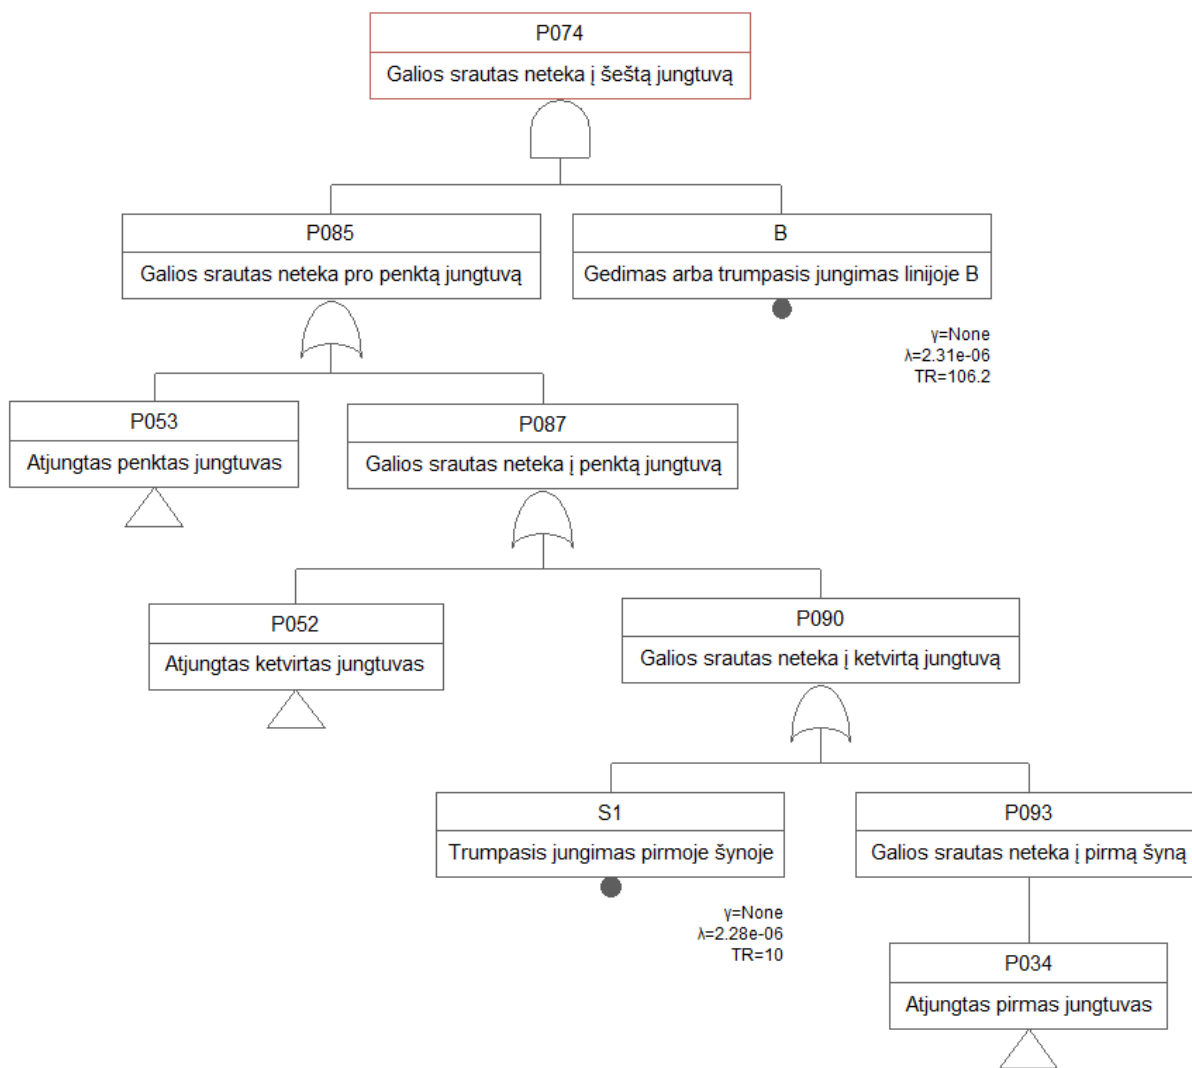 P074
Galios srautas neteka į šeštą jungtuvą
P085
Galios srautas neteka pro penktą jungtuvą
B
Gedimas arba trumpasis jungimas linijoje B
γ=None
λ=2.31e-06
TR=106.2
P053
Atjungtas penktas jungtuvas
P087
Galios srautas neteka į penktą jungtuvą
P052
Atjungtas ketvirtas jungtuvas
P090
Galios srautas neteka į ketvirtą jungtuvą
S1
Trumpasis jungimas pirmoje šynoje
γ=None
λ=2.28e-06
TR=10
P093
Galios srautas neteka į pirmą šyną
P034
Atjungtas pirmas jungtuvas